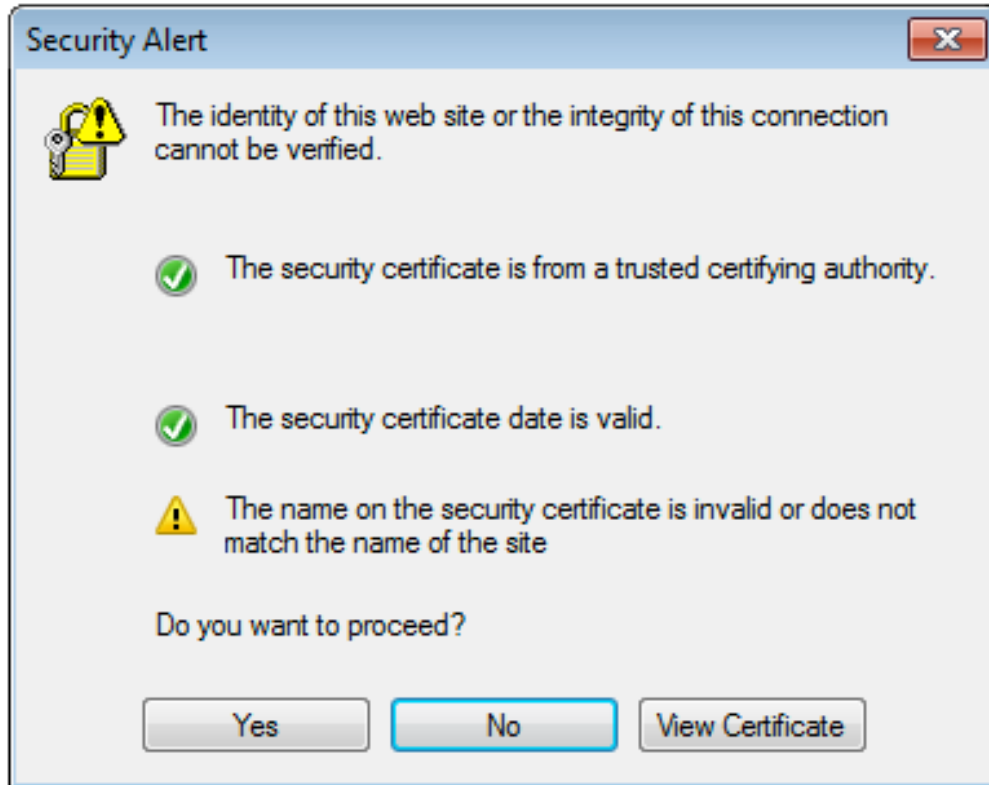 Security Alert
The identity of this web site or the integrity of this connection
cannot be verified.
The security certificate is from a trusted certifying authority.
The security certificate date is valid.
The name on the security certificate is invalid or does not
match the name of the site
Do you want to proceed?
Yes No View Certificate